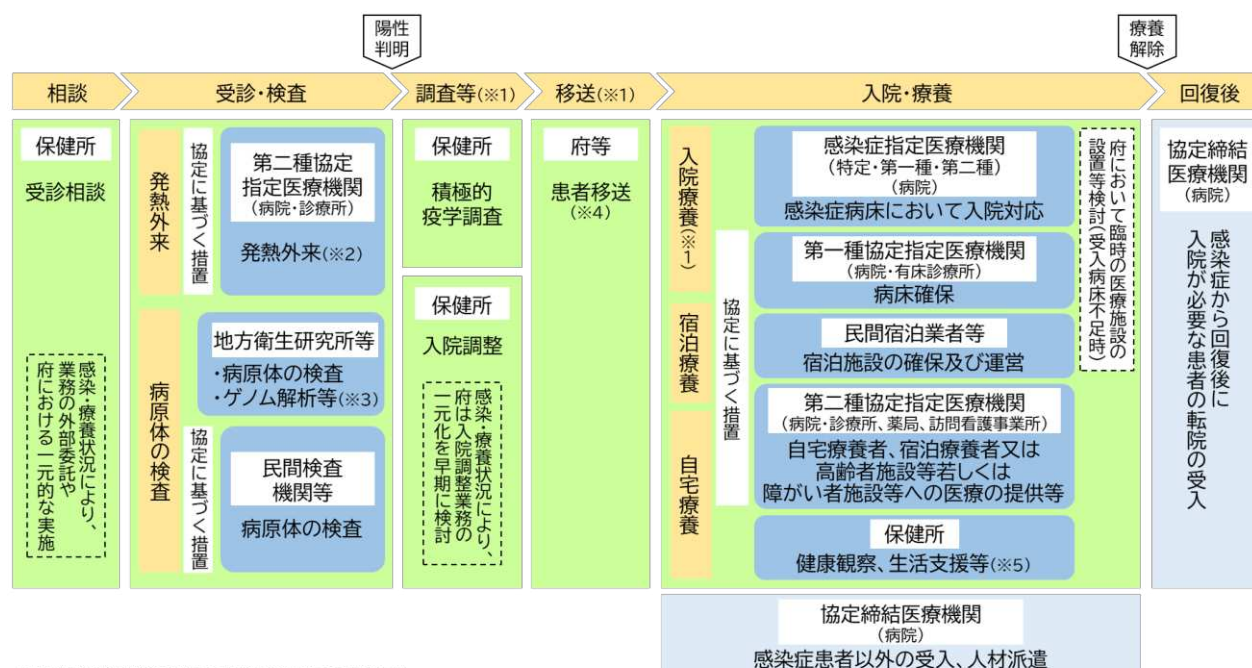 陽性
判明
療養
解除
相談
受診・検査
調査等(※1)
移送(※1)
入院・療養
回復後
保健所
受診相談
感染・療養状況により、
業務の外部委託や
府における一元的な実施
発熱外来
協定に基づく措置
第二種協定
指定医療機関
(病院・診療所)
発熱外来(※2)
病原体の検査
地方衛生研究所等
・病原体の検査
・ゲノム解析等(※3)
協定に基づく措置
民間検査
機関等
病原体の検査
保健所
積極的
疫学調査
保健所
入院調整
感染・療養状況により、
府は入院調整業務の
一元化を早期に検討
府等
患者移送
(※4)
入院療養(※1)
宿泊療養
自宅療養
協定に基づく措置
感染症指定医療機関
(特定・第一種・第二種)
(病院)
感染症病床において入院対応
第一種協定指定医療機関
(病院・有床診療所)
病床確保
民間宿泊業者等
宿泊施設の確保及び運営
第二種協定指定医療機関
(病院・診療所、薬局、訪問看護事業所)
自宅療養者、宿泊療養者又は
高齢者施設等若しくは
障がい者施設等への医療の提供等
保健所
健康観察、生活支援等(※5)
府において臨時の医療施設の
設置等検討(受入病床不足時)
協定締結
医療機関
(病院)
感染症から回復後に
入院が必要な患者の転院の受入
協定締結医療機関
(病院)
感染症患者以外の受入、人材派遣